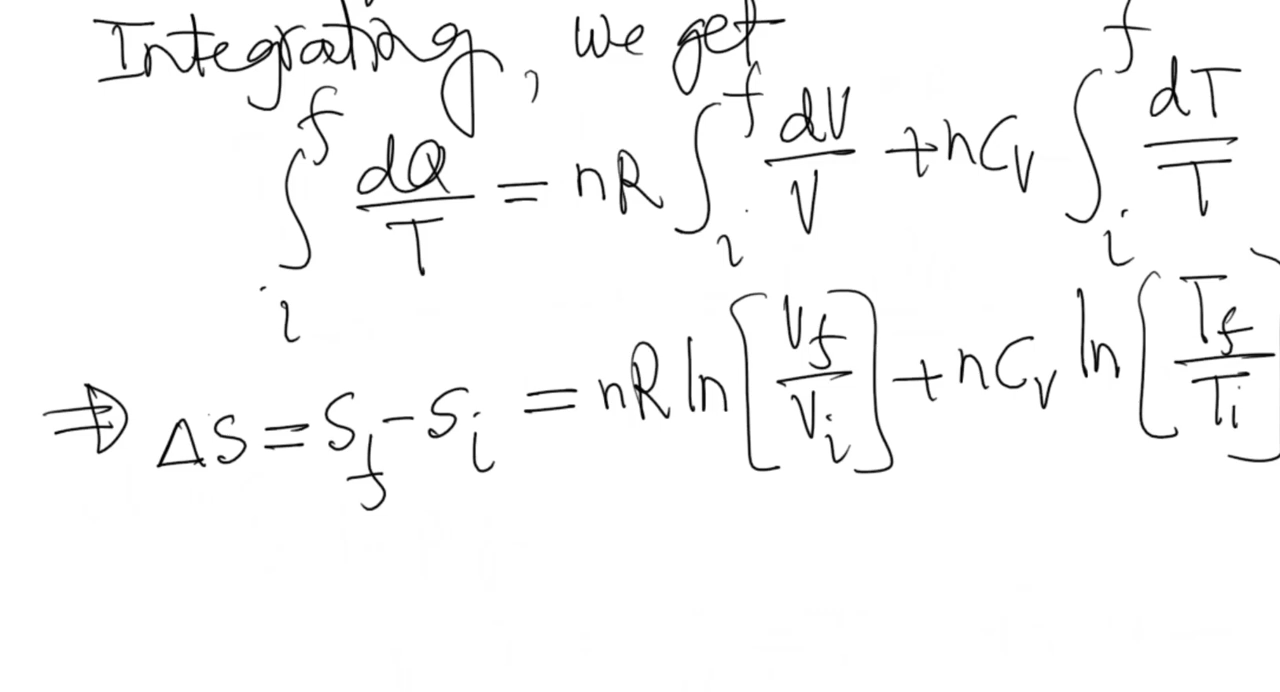 Integrating, we get
∫_i^f dQ/T = nR ∫_i^f dV/V + nC_V ∫_i^f dT/T
⇒ ΔS = S_f - S_i = nR ln[V_f/V_i] + nC_V ln[T_f/T_i]